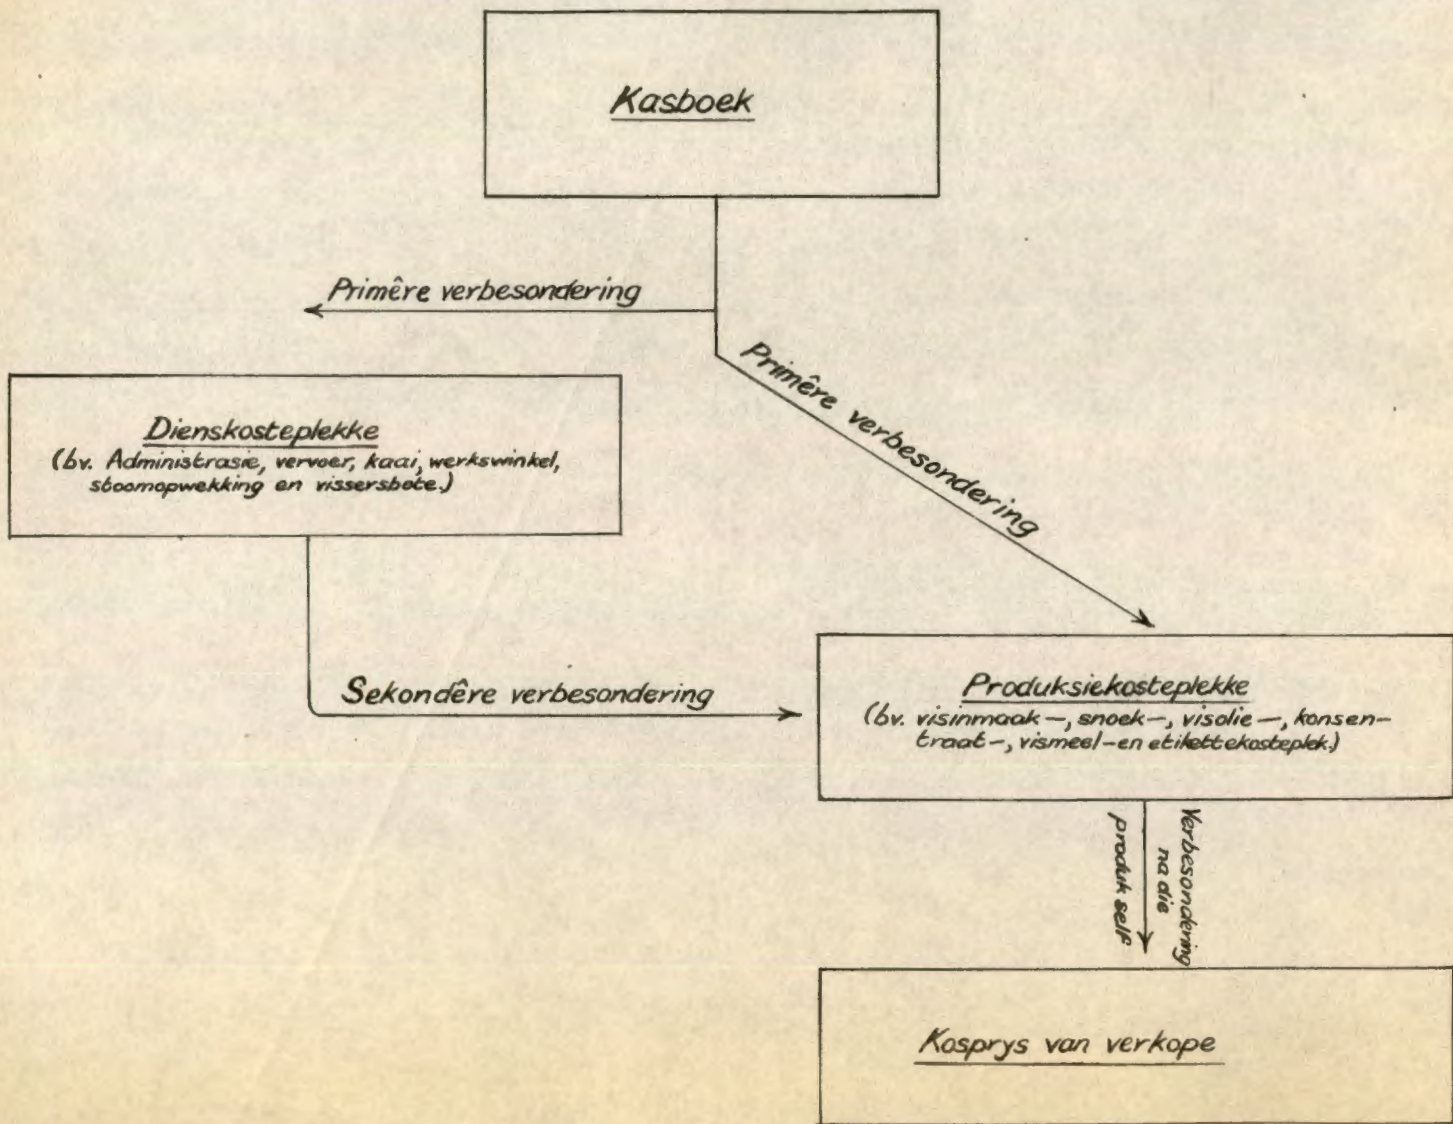 Kasboek
Primêre verbesondering
Primêre verbesondering
Dienskosteplekke
(bv. Administrasie, vervoer, kaai, werkswinkel,
stoomopwekking en vissersbote.)
Sekondêre verbesondering
Produksiekosteplekke
(bv. visinmaak-, snoek-, visolie-, konsen-
traat-, vismeel-en etikettekosteplek.)
Verbesondering
na die
produk self
Kosprys van verkope